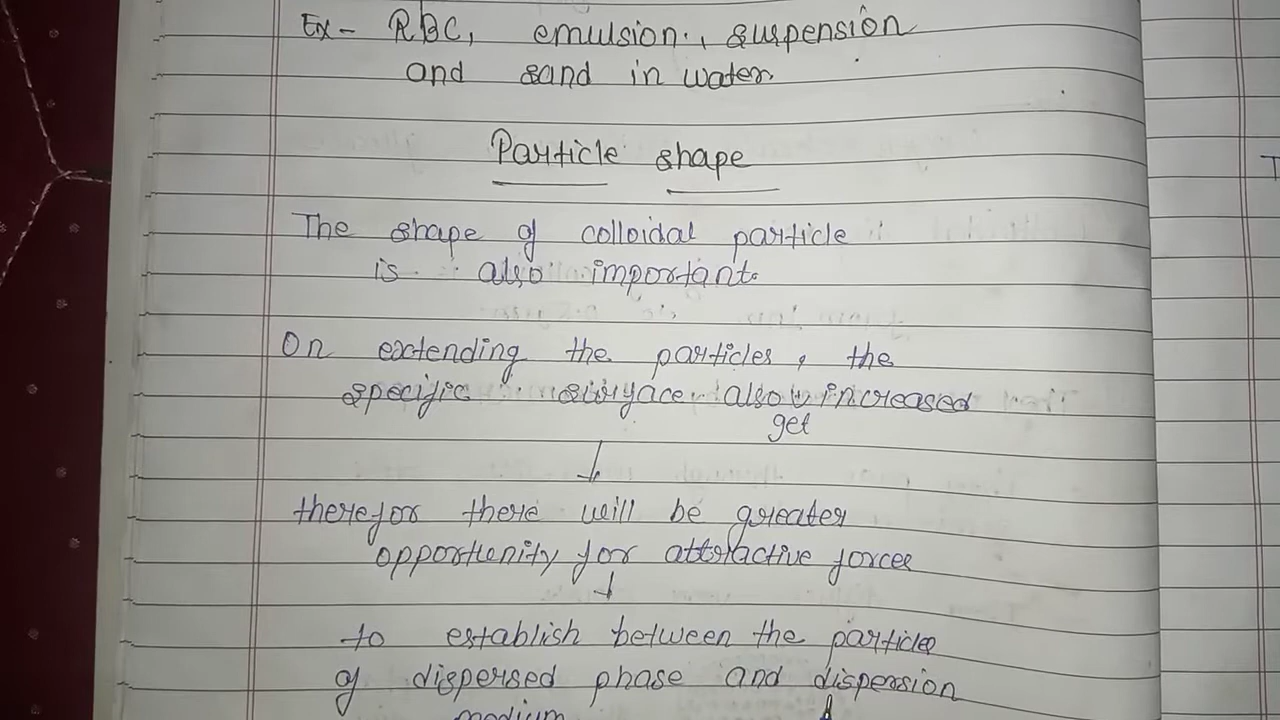 Ex- RBC, emulsion, suspension
and sand in water
Particle shape
The shape of colloidal particle
is also important.
On extending the particles, the
specific surface also increased
get
therefor there will be greater
opportunity for attractive forces
to establish between the particle
of dispersed phase and dispersion
medium